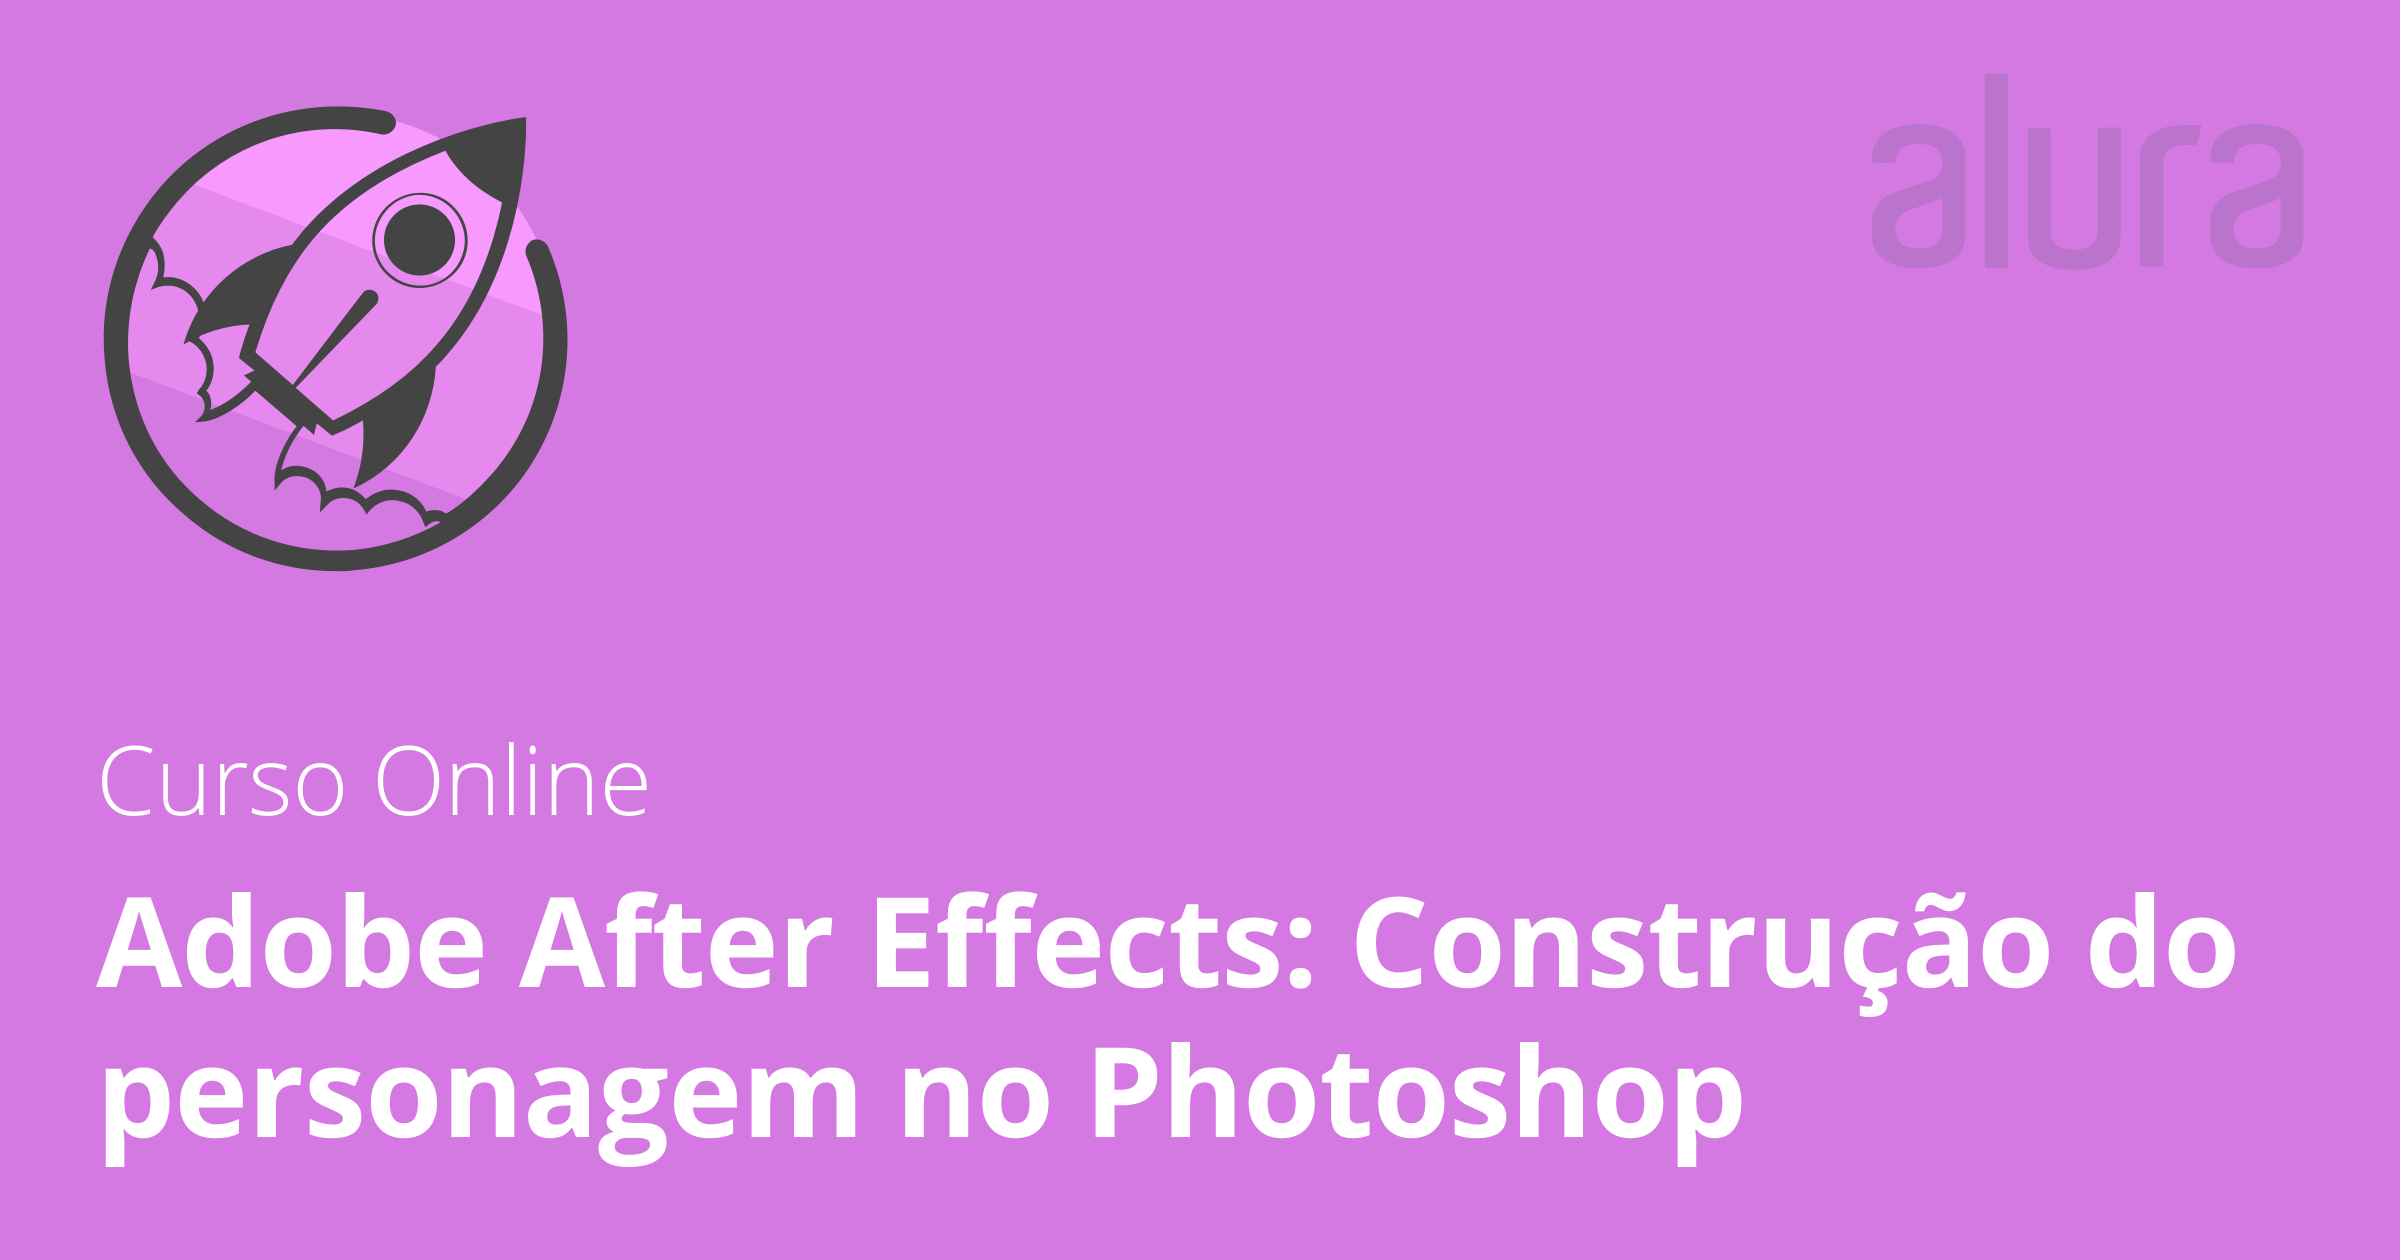 alura
Curso Online
Adobe After Effects: Construção do
personagem no Photoshop